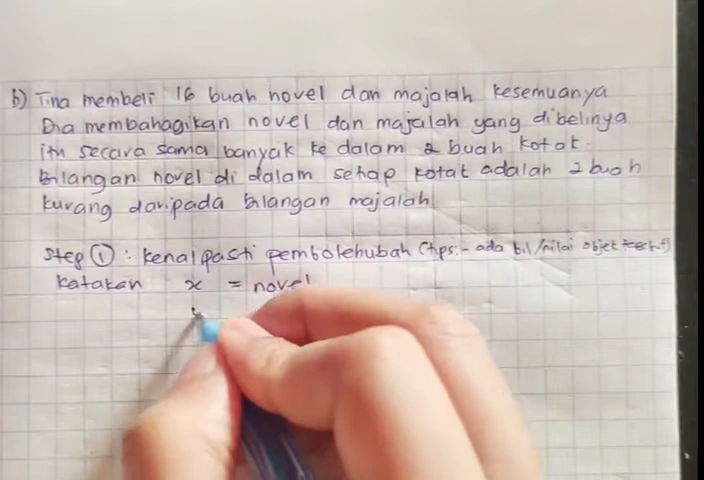 b) Tina membeli 16 buah novel dan majalah kesemuanya
Dia membahagikan novel dan majalah yang dibelinya
itu secara sama banyak ke dalam 2 buah kotak.
Bilangan novel di dalam setiap kotak adalah 2 buah
kurang daripada bilangan majalah
Step ①: Kenalpasti pembolehubah (Tips:- ada bil/nilai objek
Katakan x = novel